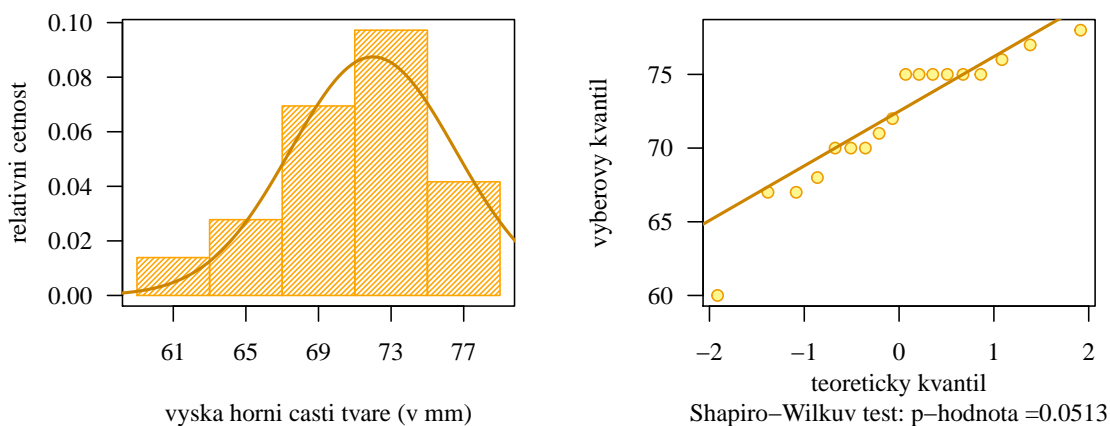 relativni cetnost
0.10
0.08
0.06
0.04
0.02
0.00
61 65 69 73 77
vyska horni casti tvare (v mm)
vyberovy kvantil
75
70
65
60
−2 −1 0 1 2
teoreticky kvantil
Shapiro−Wilkuv test: p−hodnota =0.0513